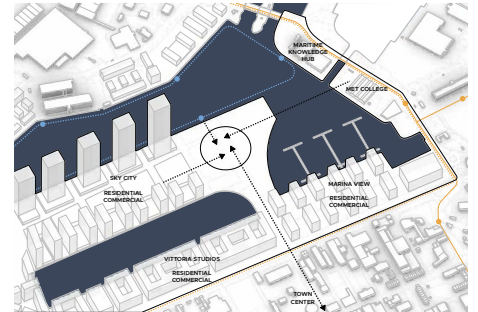 MARITIME
KNOWLEDGE
HUB
MET COLLEGE
SKY CITY
RESIDENTIAL
COMMERCIAL
MARINA VIEW
RESIDENTIAL
COMMERCIAL
VITTORIA STUDIOS
RESIDENTIAL
COMMERCIAL
TOWN
CENTER